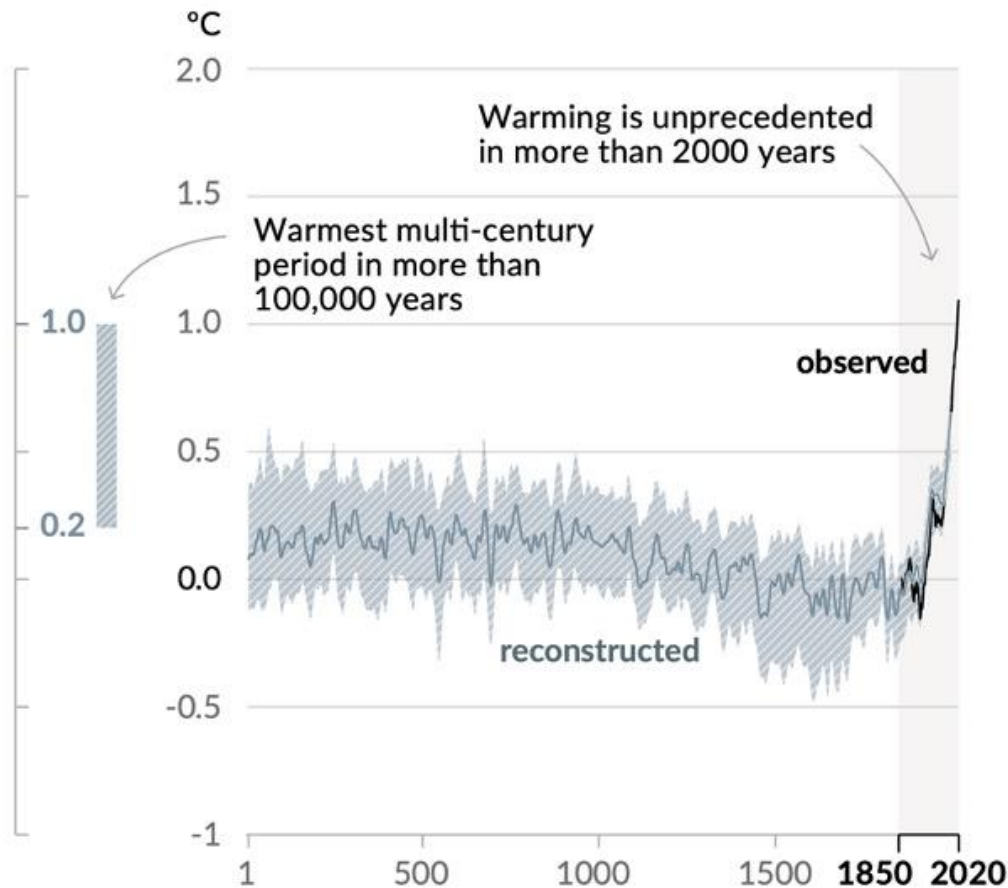 ºC
2.0
Warming is unprecedented
in more than 2000 years
1.5
Warmest multi-century
period in more than
100,000 years
1.0
1.0
observed
0.5
0.2
0.0
reconstructed
-0.5
-1
1 500 1000 1500 1850 2020